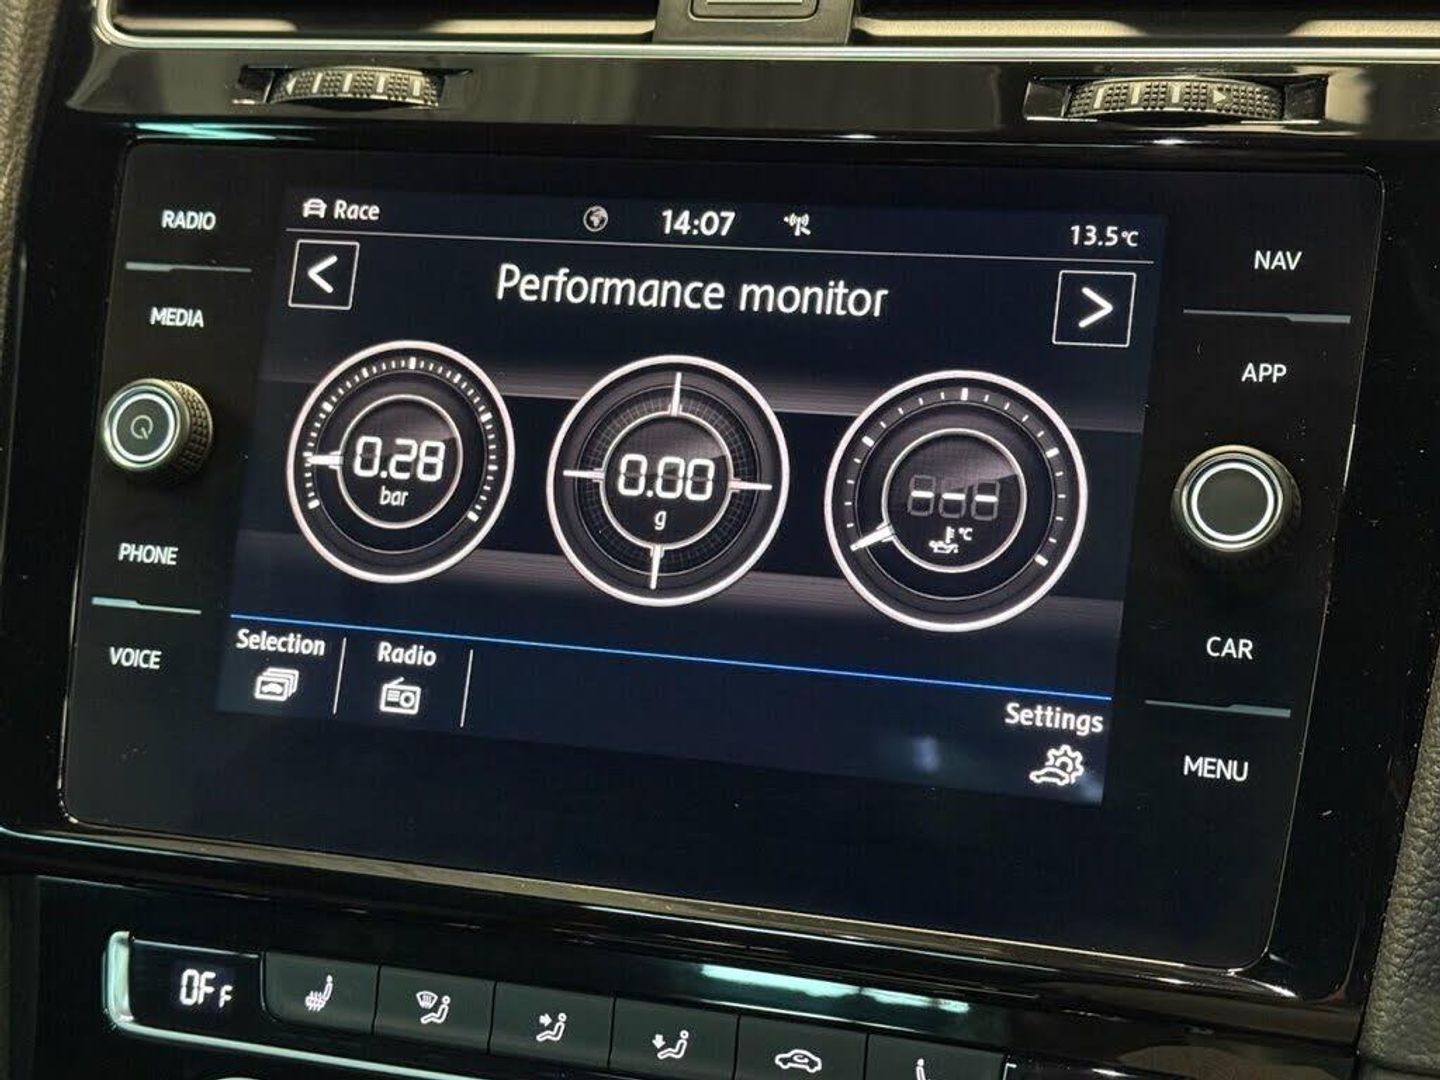 RADIO
MEDIA
PHONE
VOICE
Race
14:07
13.5°C
Performance monitor
0.28
bar
0.00
g
---
°C
Selection
Radio
Settings
NAV
APP
CAR
MENU
OFF